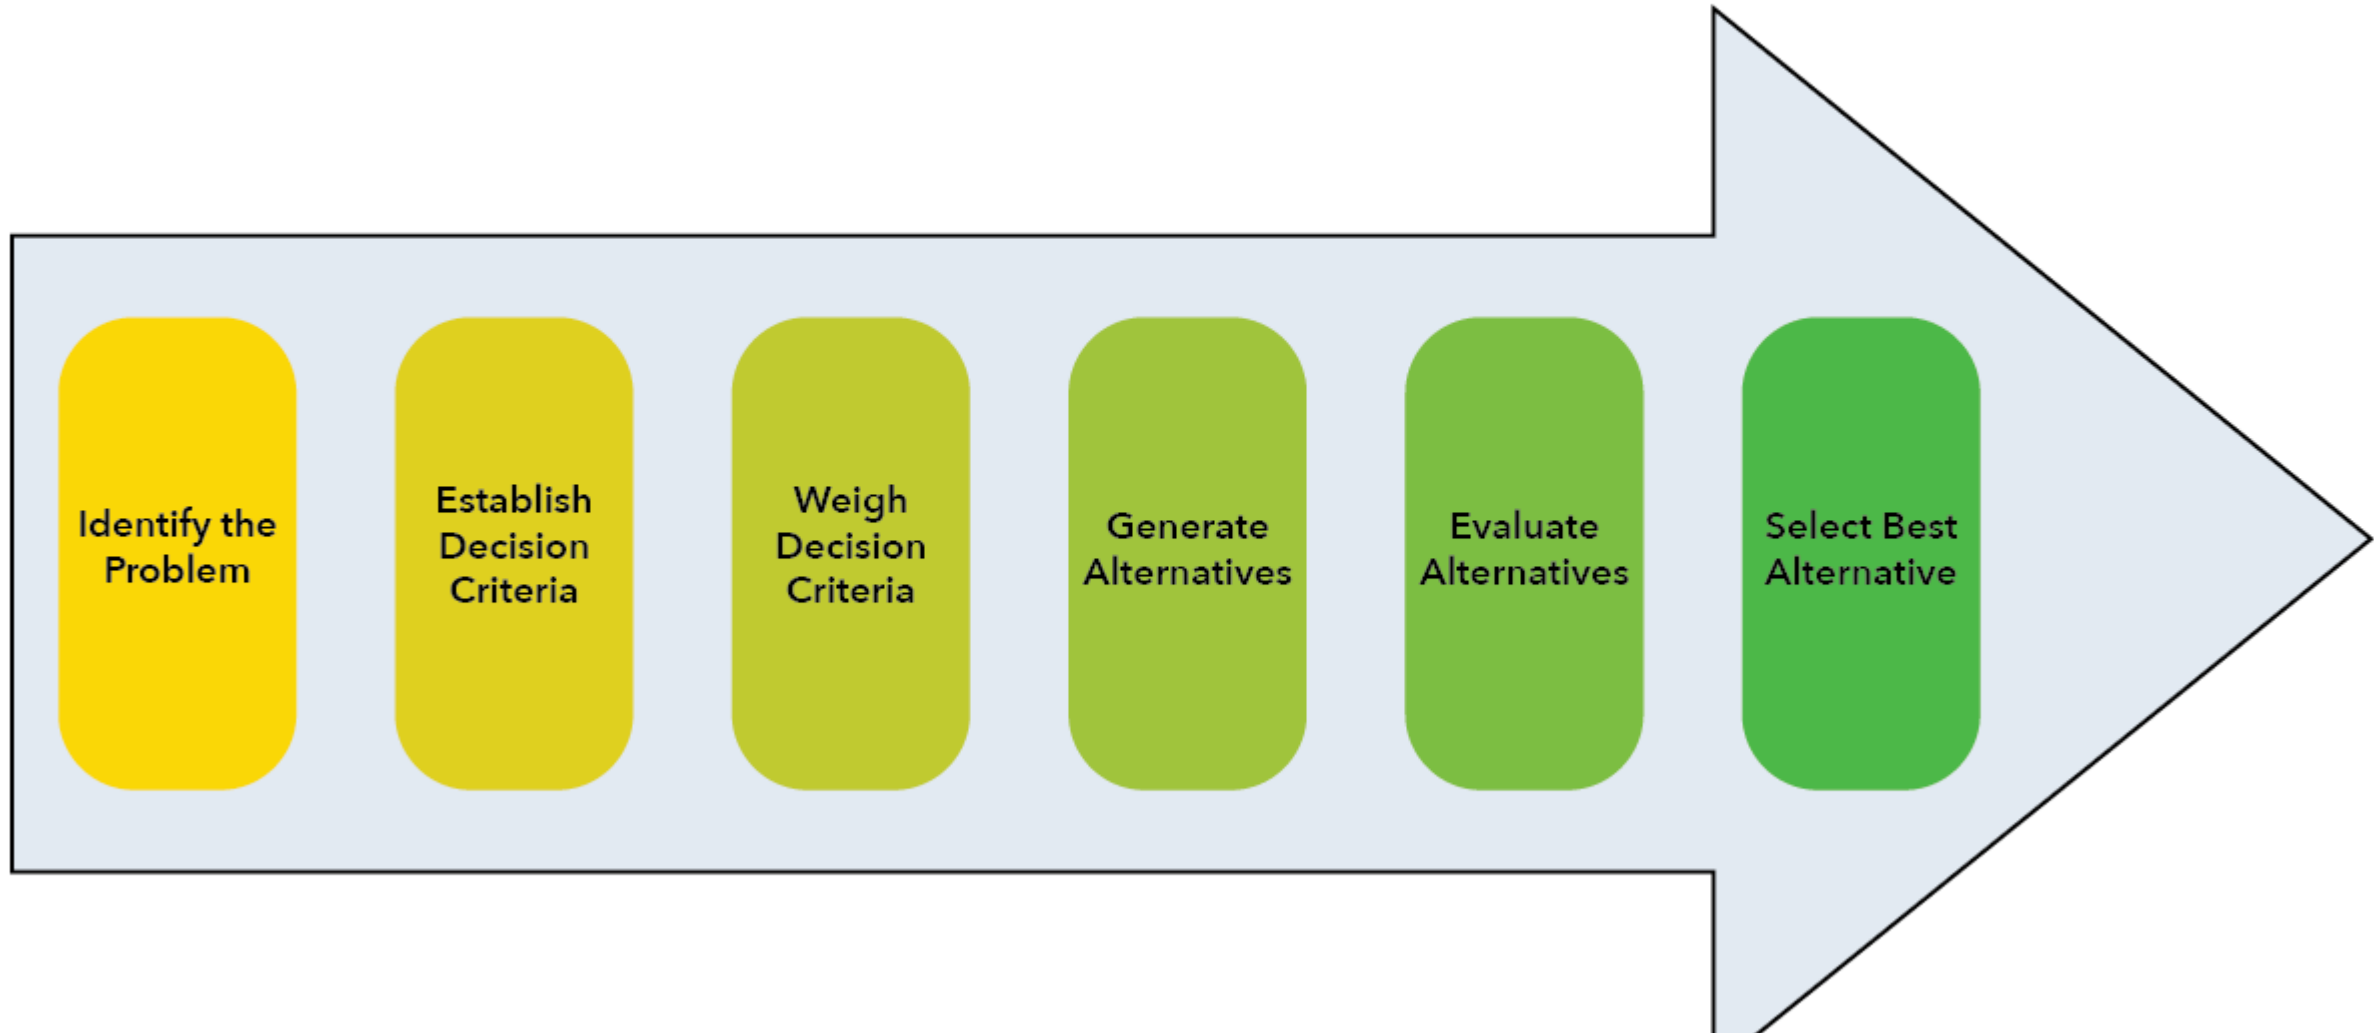 Identify the
Problem
Establish
Decision
Criteria
Weigh
Decision
Criteria
Generate
Alternatives
Evaluate
Alternatives
Select Best
Alternative